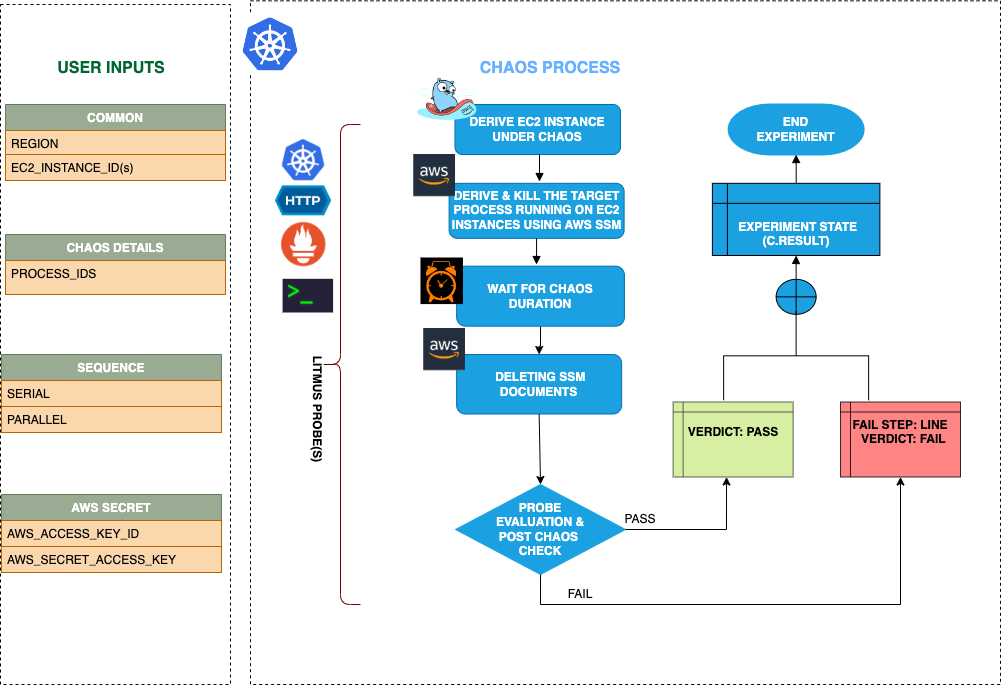 USER INPUTS
COMMON
REGION
EC2_INSTANCE_ID(s)
CHAOS DETAILS
PROCESS_IDS
SEQUENCE
SERIAL
PARALLEL
AWS SECRET
AWS_ACCESS_KEY_ID
AWS_SECRET_ACCESS_KEY
CHAOS PROCESS
HTTP
>_
LITMUS PROBE(S)
DERIVE EC2 INSTANCE
UNDER CHAOS
aws
DERIVE & KILL THE TARGET
PROCESS RUNNING ON EC2
INSTANCES USING AWS SSM
WAIT FOR CHAOS
DURATION
aws
DELETING SSM
DOCUMENTS
PROBE
EVALUATION &
POST CHAOS
CHECK
PASS
FAIL
VERDICT: PASS
FAIL STEP: LINE
VERDICT: FAIL
EXPERIMENT STATE
(C.RESULT)
END
EXPERIMENT